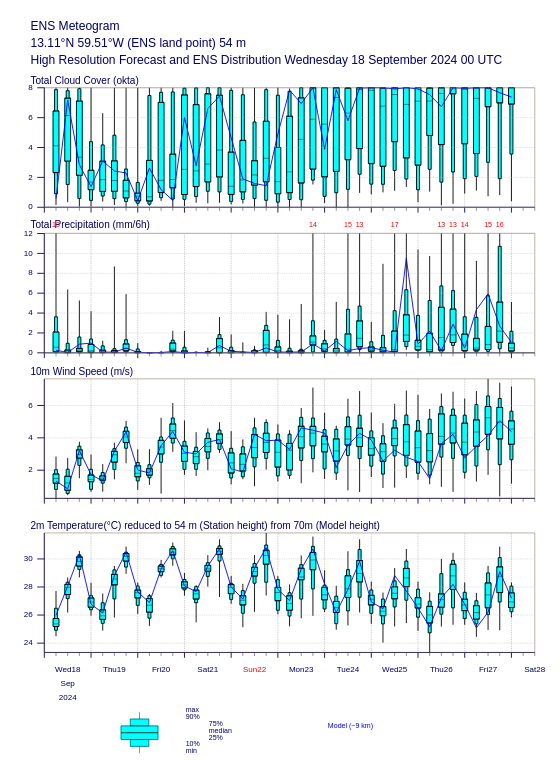 ENS Meteogram
13.11°N 59.51°W (ENS land point) 54 m
High Resolution Forecast and ENS Distribution Wednesday 18 September 2024 00 UTC
Total Cloud Cover (okta)
8
6
4
2
0
Total Precipitation (mm/6h)
14 15 13 17 13 13 14 15 16
12
10
8
6
4
2
0
10m Wind Speed (m/s)
6
4
2
2m Temperature(°C) reduced to 54 m (Station height) from 70m (Model height)
30
28
26
24
Wed18 Thu19 Fri20 Sat21 Sun22 Mon23 Tue24 Wed25 Thu26 Fri27 Sat28
Sep
2024
max
90%
75%
median
25%
10%
min
Model (~9 km)